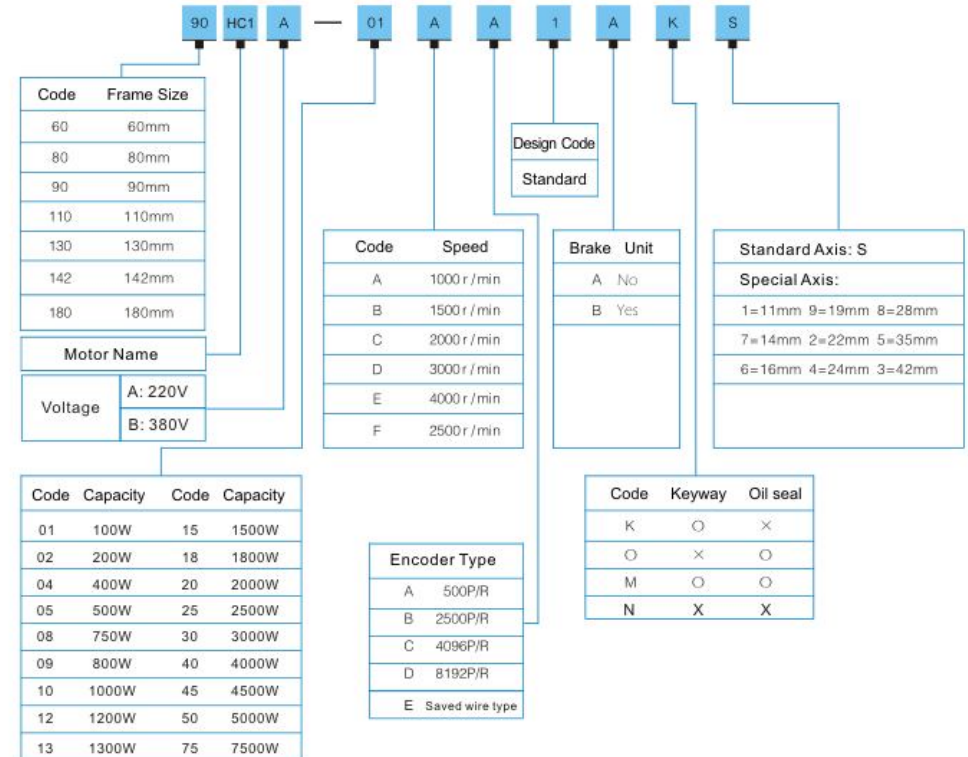 90 HC1 A — 01 A A 1 A K S
Code Frame Size
60 60mm
80 80mm
90 90mm
110 110mm
130 130mm
142 142mm
180 180mm
Motor Name
Voltage
A: 220V
B: 380V
Design Code
Standard
Code Speed
A 1000 r/min
B 1500 r/min
C 2000 r/min
D 3000 r/min
E 4000 r/min
F 2500 r/min
Brake Unit
A No
B Yes
Standard Axis: S
Special Axis:
1=11mm 9=19mm 8=28mm
7=14mm 2=22mm 5=35mm
6=16mm 4=24mm 3=42mm
Code Capacity Code Capacity
01 100W 15 1500W
02 200W 18 1800W
04 400W 20 2000W
05 500W 25 2500W
08 750W 30 3000W
09 800W 40 4000W
10 1000W 45 4500W
12 1200W 50 5000W
13 1300W 75 7500W
Encoder Type
A 500P/R
B 2500P/R
C 4096P/R
D 8192P/R
E Saved wire type
Code Keyway Oil seal
K O ×
O × O
M O O
N X X